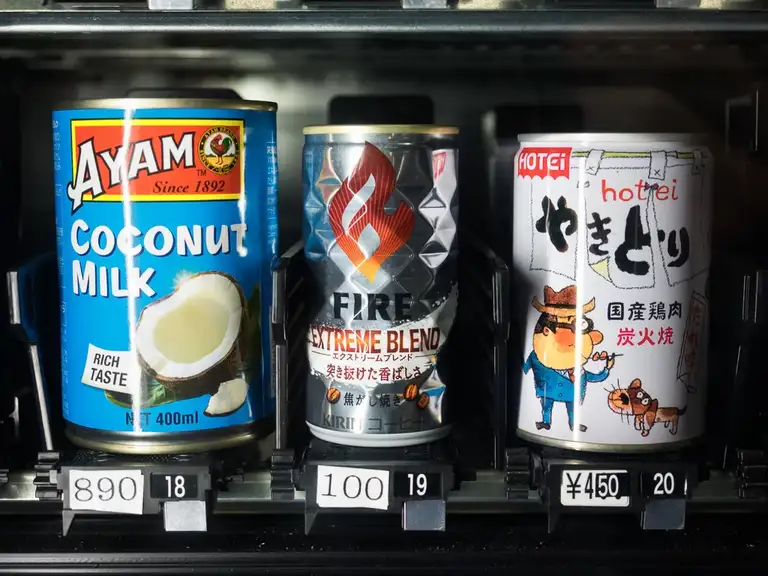 AYAM
TM
Since 1892
COCONUT
MILK
RICH
TASTE
NET 400ml
FIRE
EXTREME BLEND
エクストリームブレンド
突き抜けた香ばしさ
焦がし焼き
KIRIN コーヒー
HOTEi
hotei
やきとり
国産鶏肉
炭火焼
890
18
100
19
¥450
20